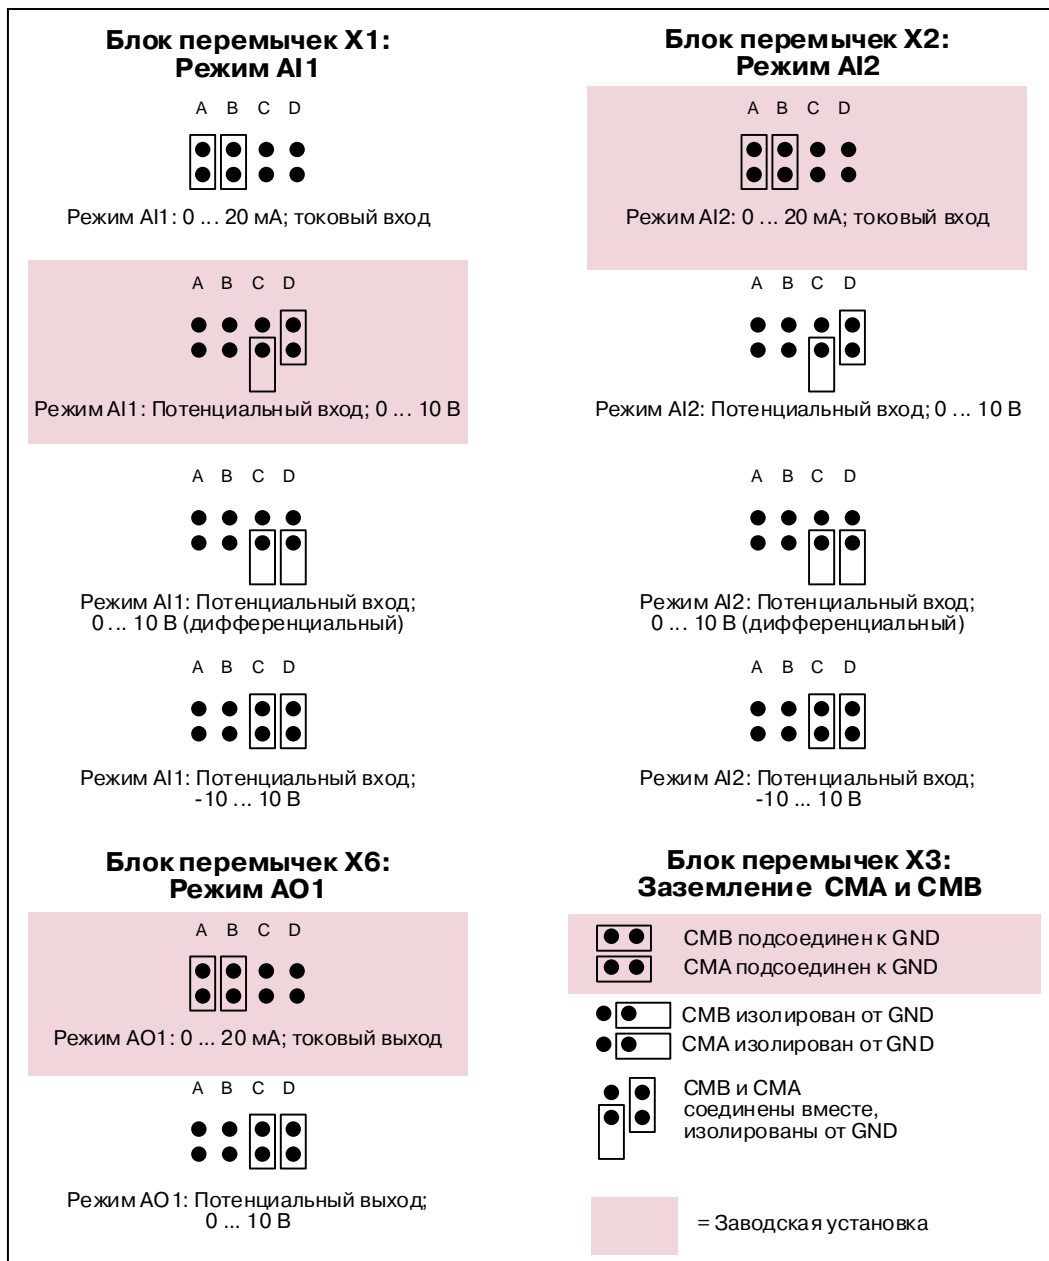 Блок перемычек X1:
Режим AI1
A B C D
Режим AI1: 0 ... 20 мА; токовый вход
A B C D
Режим AI1: Потенциальный вход; 0 ... 10 В
A B C D
Режим AI1: Потенциальный вход;
0 ... 10 В (дифференциальный)
A B C D
Режим AI1: Потенциальный вход;
-10 ... 10 В
Блок перемычек X2:
Режим AI2
A B C D
Режим AI2: 0 ... 20 мА; токовый вход
A B C D
Режим AI2: Потенциальный вход; 0 ... 10 В
A B C D
Режим AI2: Потенциальный вход;
0 ... 10 В (дифференциальный)
A B C D
Режим AI2: Потенциальный вход;
-10 ... 10 В
Блок перемычек X6:
Режим AO1
A B C D
Режим AO1: 0 ... 20 мА; токовый выход
A B C D
Режим AO1: Потенциальный выход;
0 ... 10 В
Блок перемычек X3:
Заземление CMA и CMB
CMB подсоединен к GND
CMA подсоединен к GND
CMB изолирован от GND
CMA изолирован от GND
CMB и CMA
соединены вместе,
изолированы от GND
= Заводская установка